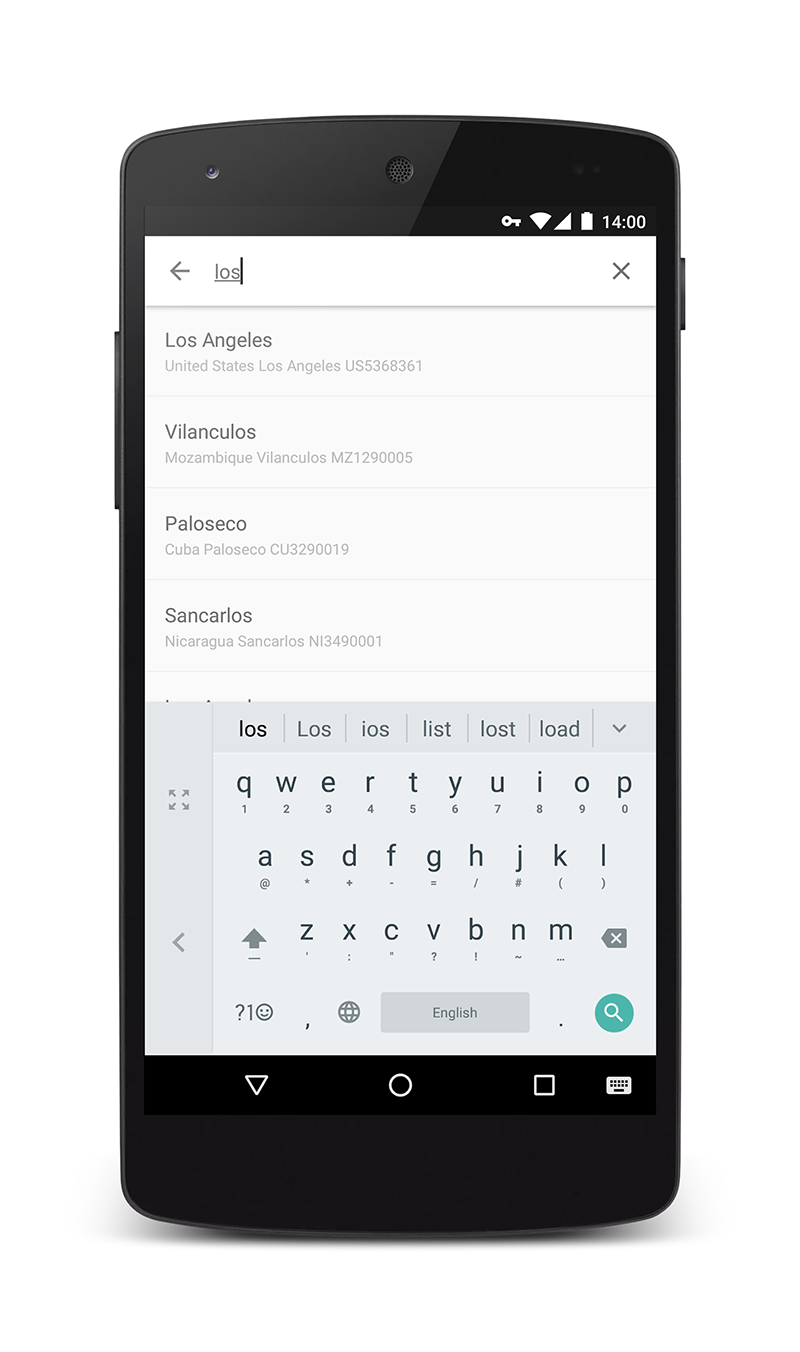 14:00
los
Los Angeles
United States Los Angeles US5368361
Vilanculos
Mozambique Vilanculos MZ1290005
Paloseco
Cuba Paloseco CU3290019
Sancarlos
Nicaragua Sancarlos NI3490001
los Los ios list lost load
q w e r t y u i o p
1 2 3 4 5 6 7 8 9 0
a s d f g h j k l
@ * + - = / # ( )
z x c v b n m
' : " ? ! ~ …
?1☺ , English .